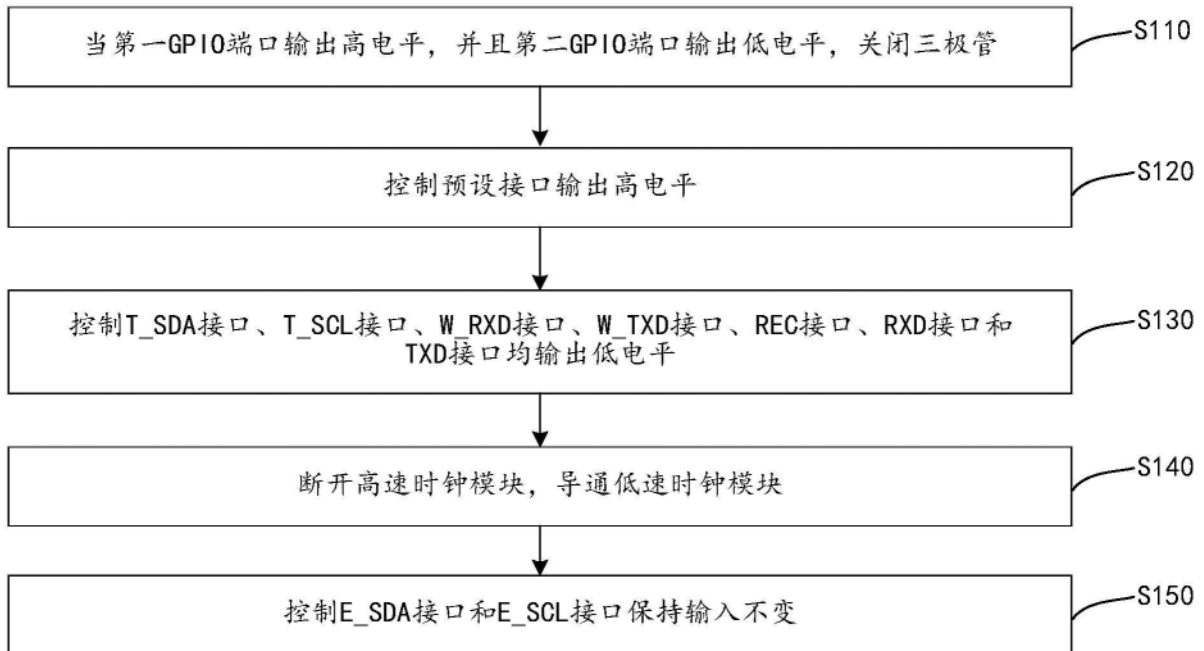 当第一GPIO端口输出高电平，并且第二GPIO端口输出低电平，关闭三极管
S110
控制预设接口输出高电平
S120
控制T_SDA接口、T_SCL接口、W_RXD接口、W_TXD接口、REC接口、RXD接口和
TXD接口均输出低电平
S130
断开高速时钟模块，导通低速时钟模块
S140
控制E_SDA接口和E_SCL接口保持输入不变
S150